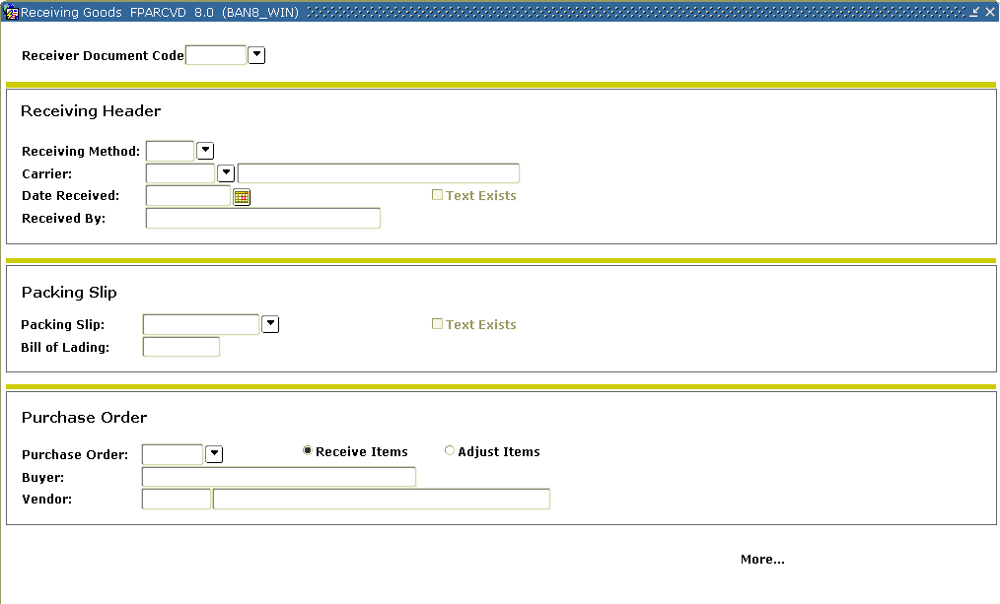 Receiving Goods FPARCVD 8.0 (BAN8_WIN)
Receiver Document Code
Receiving Header
Receiving Method:
Carrier:
Date Received:
Text Exists
Received By:
Packing Slip
Packing Slip:
Text Exists
Bill of Lading:
Purchase Order
Purchase Order:
Receive Items
Adjust Items
Buyer:
Vendor:
More...